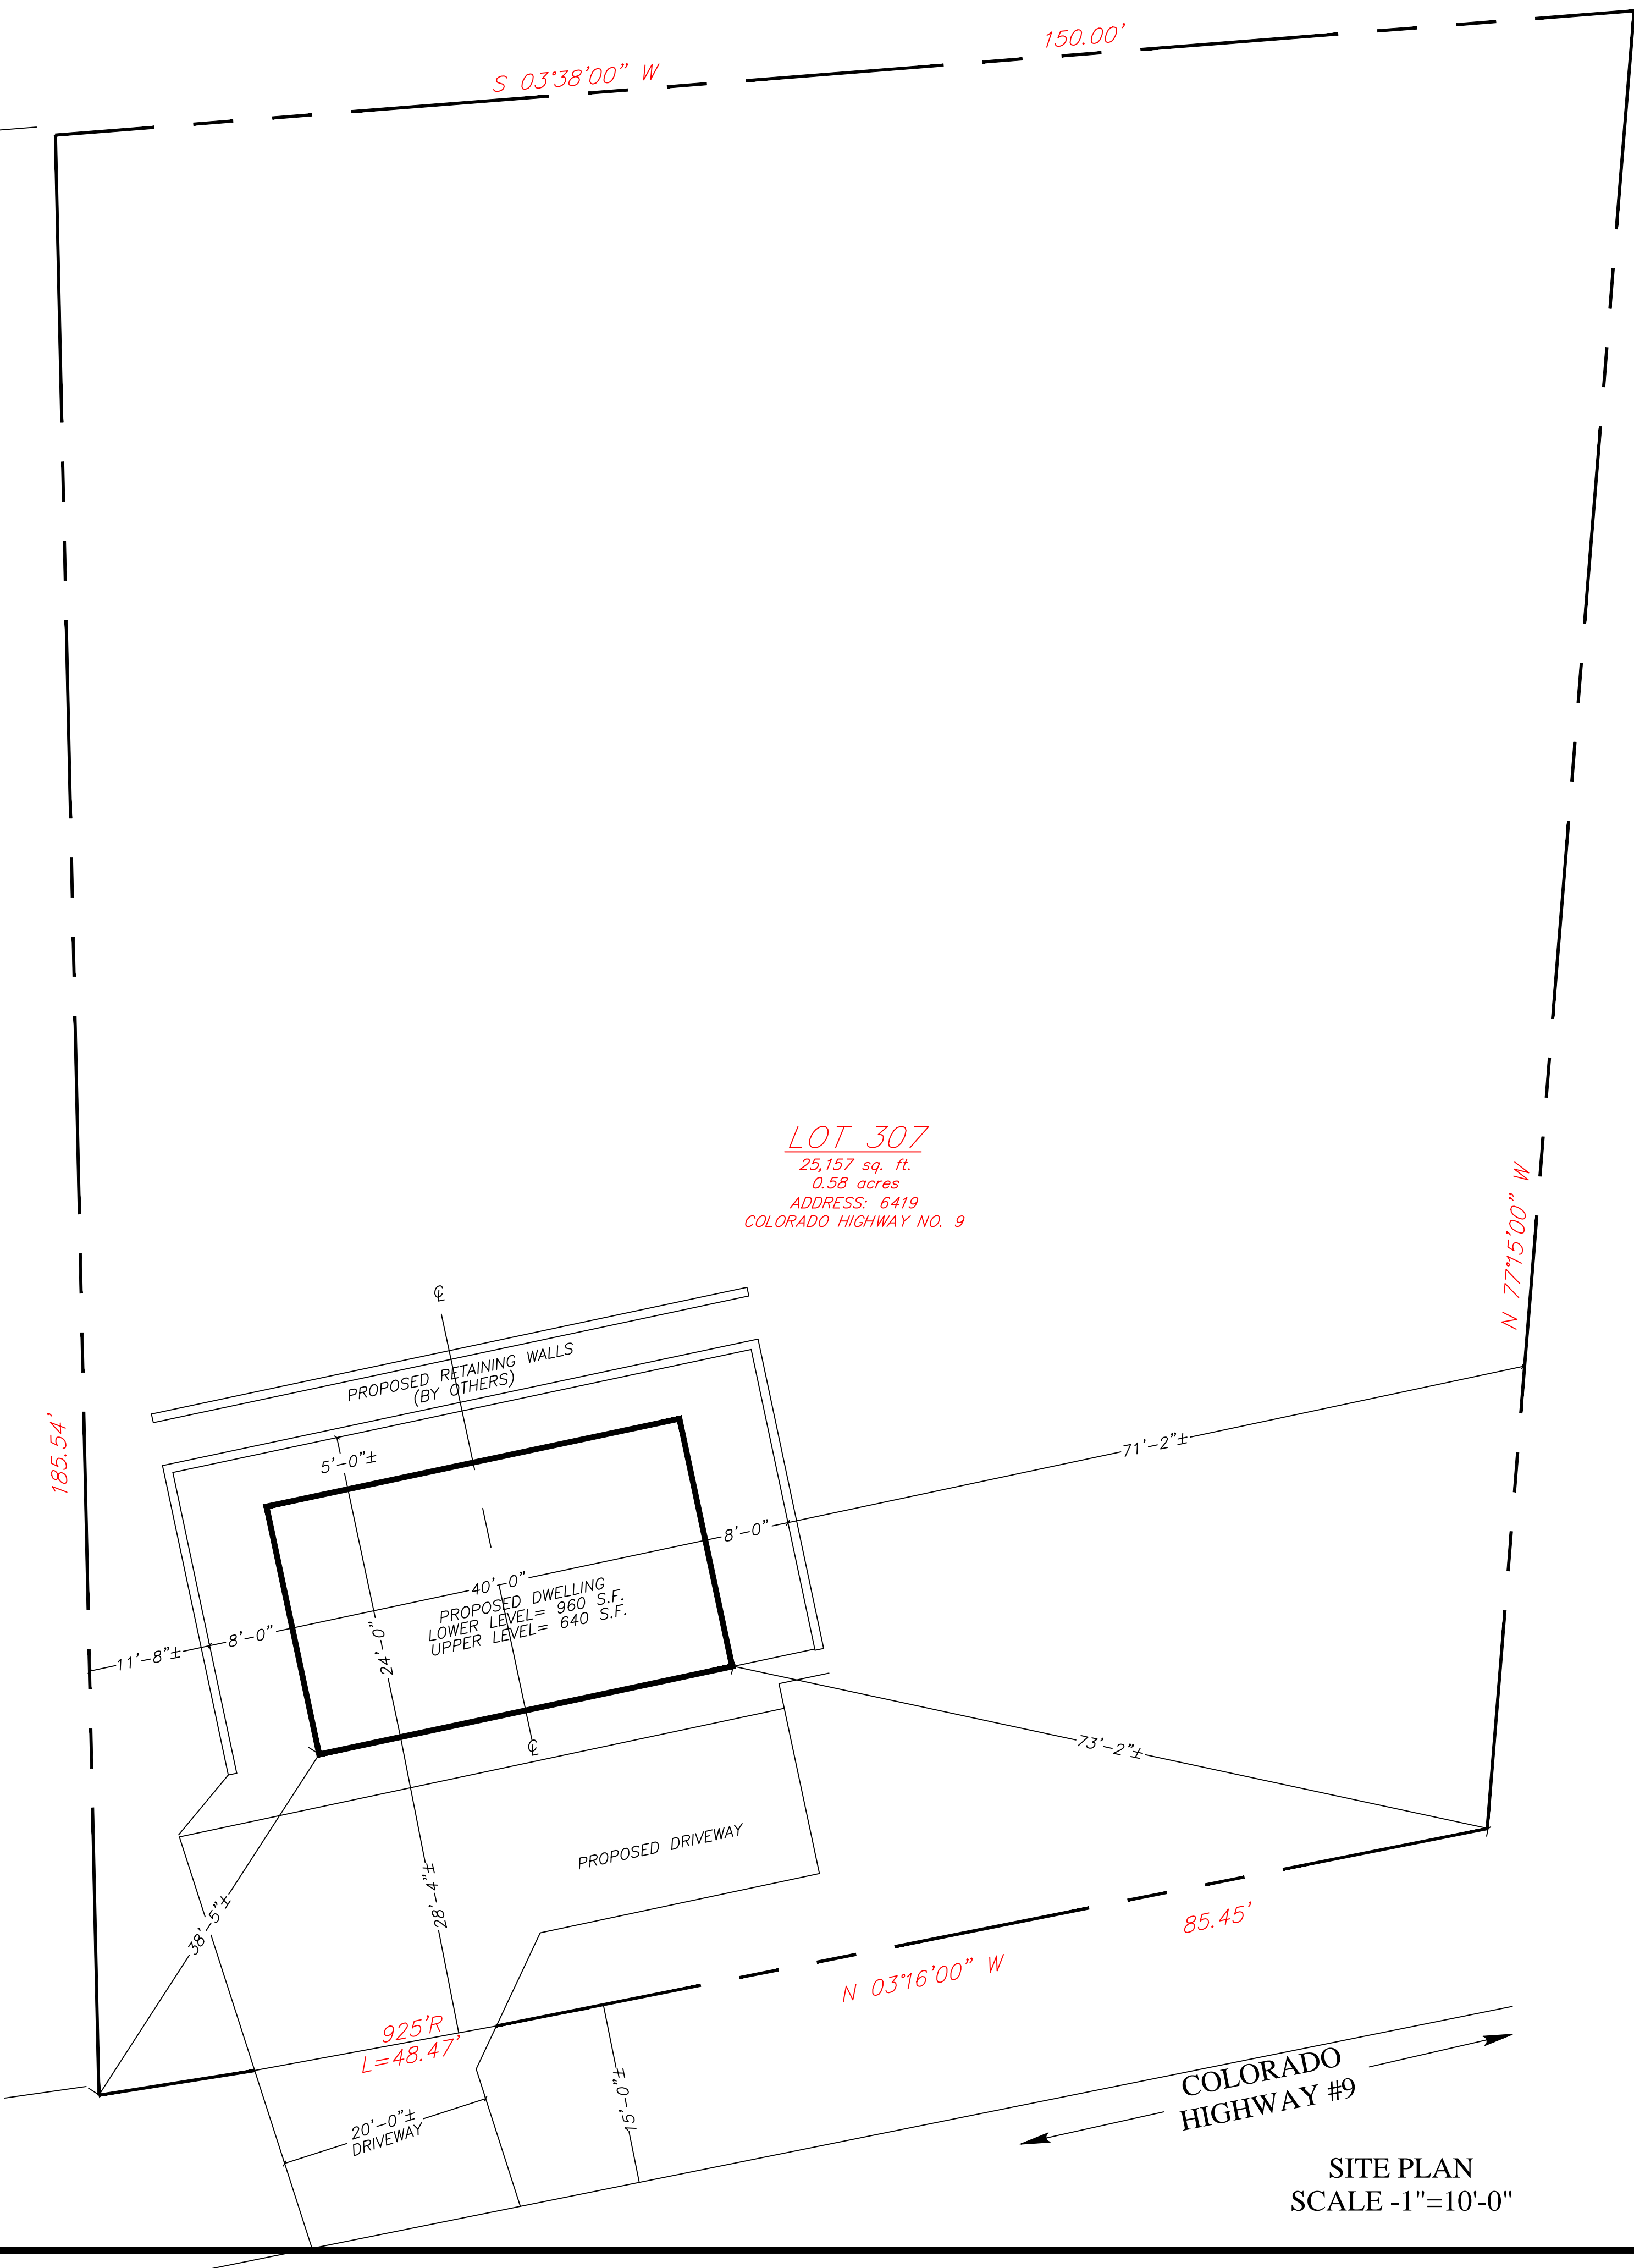 S 03°38'00" W
150.00'
LOT 307
25,157 sq. ft.
0.58 acres
ADDRESS: 6419
COLORADO HIGHWAY NO. 9
N 77°15'00" W
185.54'
℄
PROPOSED RETAINING WALLS
(BY OTHERS)
5'-0"±
71'-2"±
8'-0"
40'-0"
PROPOSED DWELLING
LOWER LEVEL= 960 S.F.
UPPER LEVEL= 640 S.F.
24'-0"
8'-0"
11'-8"±
℄
73'-2"±
PROPOSED DRIVEWAY
28'-4"±
38'-5"±
85.45'
N 03°16'00" W
925'R
L=48.47'
15'-0"±
20'-0"±
DRIVEWAY
COLORADO
HIGHWAY #9
SITE PLAN
SCALE -1"=10'-0"